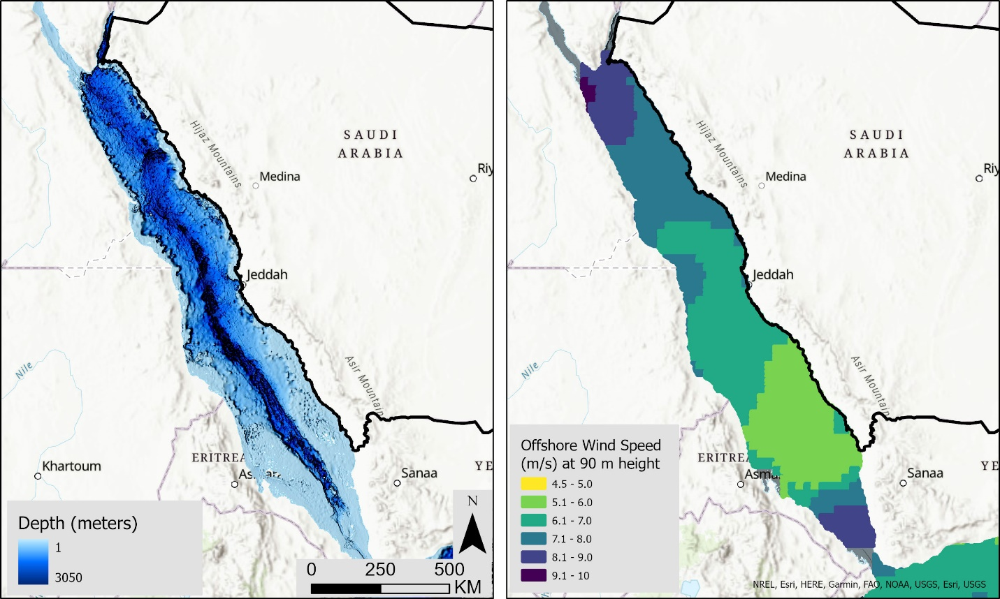 SAUDI
ARABIA
Hijaz Mountains
Medina
Riy
Jeddah
Nile
Asir Mountain
ERITREA
Khartoum
Sanaa
YE
Depth (meters)
1
3050
N
0 250 500
KM
SAUDI
ARABIA
Hijaz Mountains
Medina
Riy
Jeddah
Nile
Asir Mountain
ERITREA
Asma
Sanaa
YE
Offshore Wind Speed
(m/s) at 90 m height
4.5 - 5.0
5.1 - 6.0
6.1 - 7.0
7.1 - 8.0
8.1 - 9.0
9.1 - 10
NREL, Esri, HERE, Garmin, FAO, NOAA, USGS, Esri, USGS